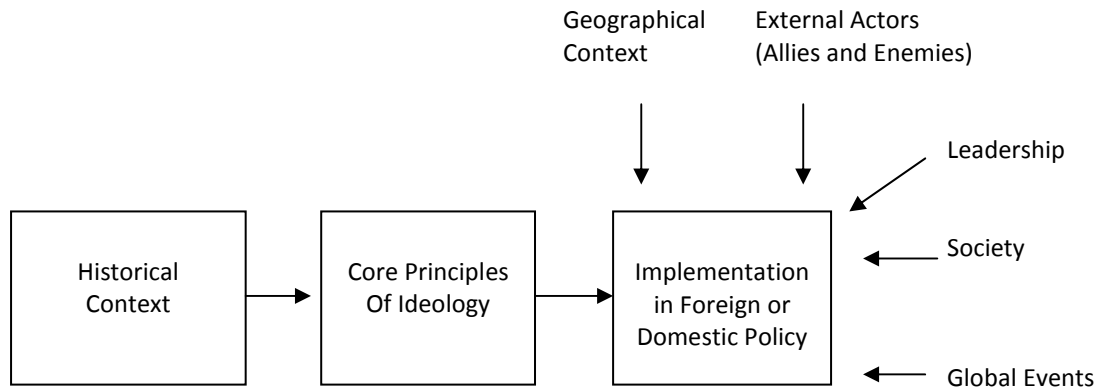 Geographical
Context
External Actors
(Allies and Enemies)
Leadership
Society
Global Events
Historical
Context
Core Principles
Of Ideology
Implementation
in Foreign or
Domestic Policy